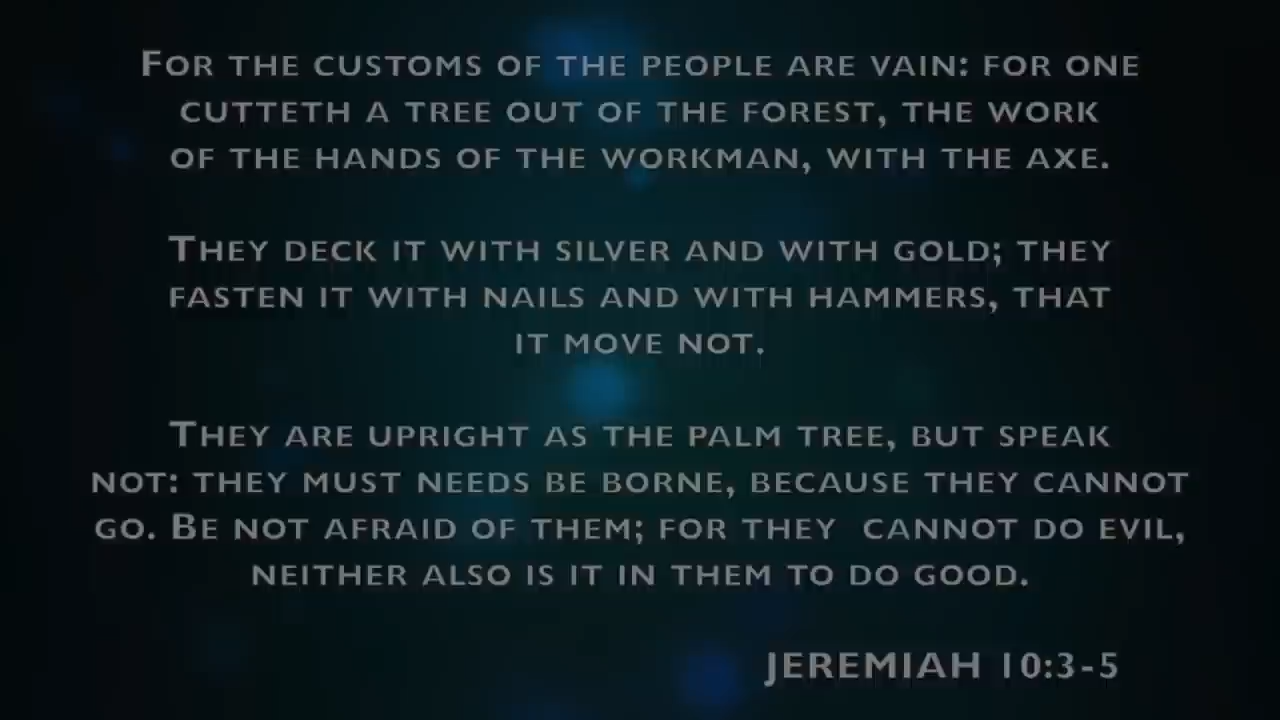 For the customs of the people are vain: for one
cutteth a tree out of the forest, the work
of the hands of the workman, with the axe.
They deck it with silver and with gold; they
fasten it with nails and with hammers, that
it move not.
They are upright as the palm tree, but speak
not: they must needs be borne, because they cannot
go. Be not afraid of them; for they cannot do evil,
neither also is it in them to do good.
JEREMIAH 10:3-5